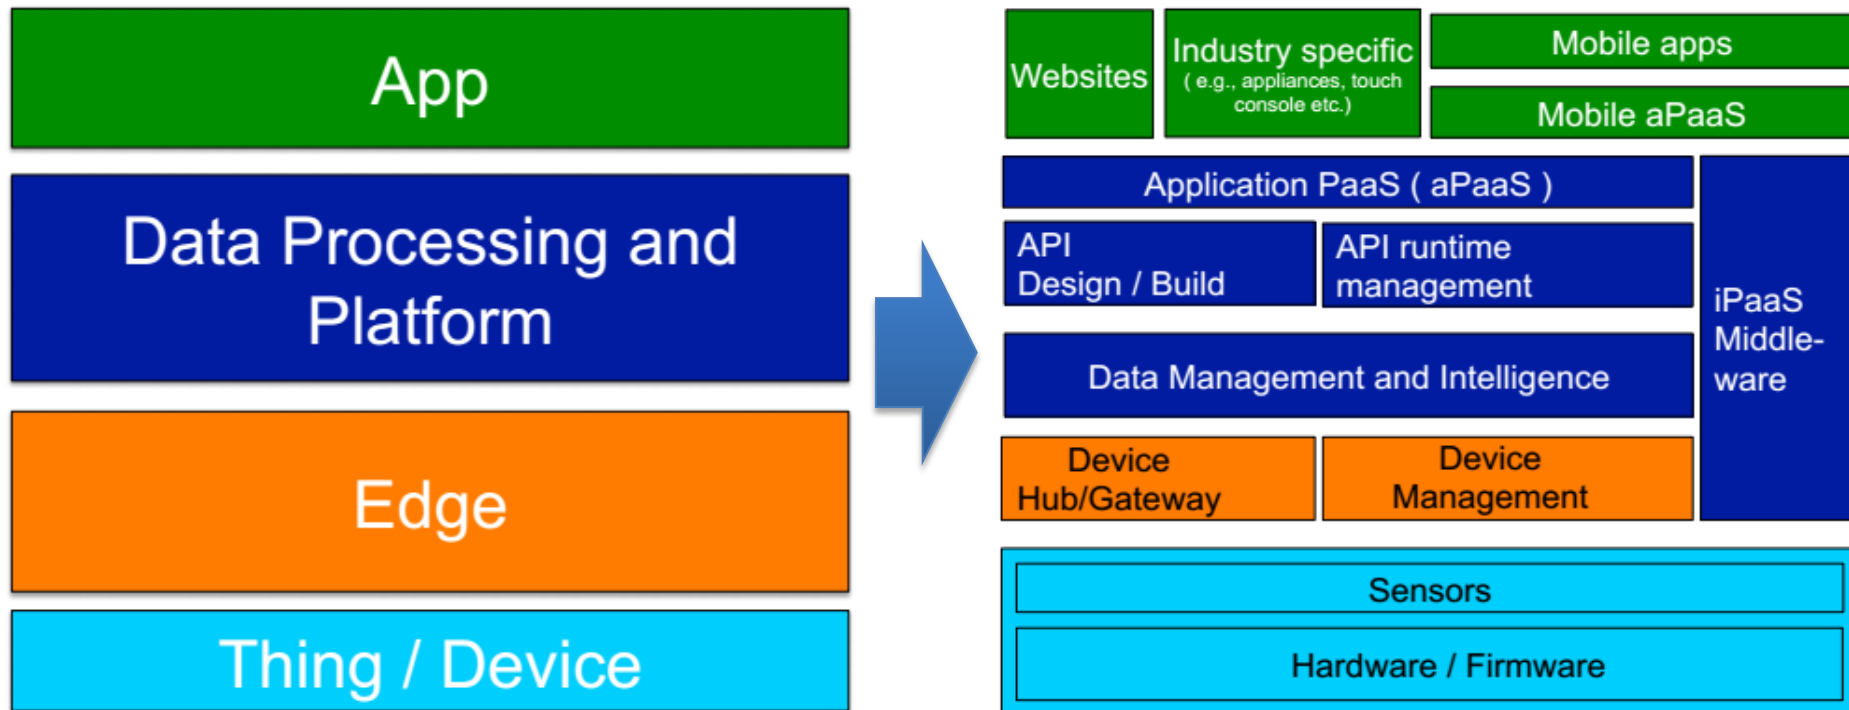 App
Data Processing and
Platform
Edge
Thing / Device
Websites
Industry specific
( e.g., appliances, touch
console etc.)
Mobile apps
Mobile aPaaS
Application PaaS ( aPaaS )
API
Design / Build
API runtime
management
Data Management and Intelligence
iPaaS
Middle-
ware
Device
Hub/Gateway
Device
Management
Sensors
Hardware / Firmware